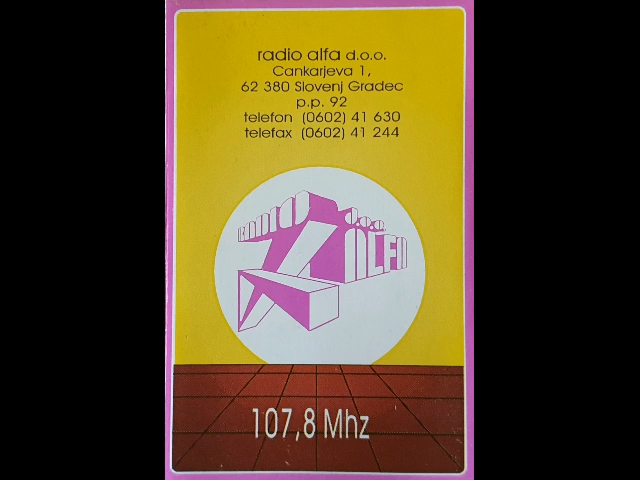 radio alfa d.o.o.
Cankarjeva 1,
62 380 Slovenj Gradec
p.p. 92
telefon (0602) 41 630
telefax (0602) 41 244
RADIO d.o.o.
ALFA
107,8 Mhz